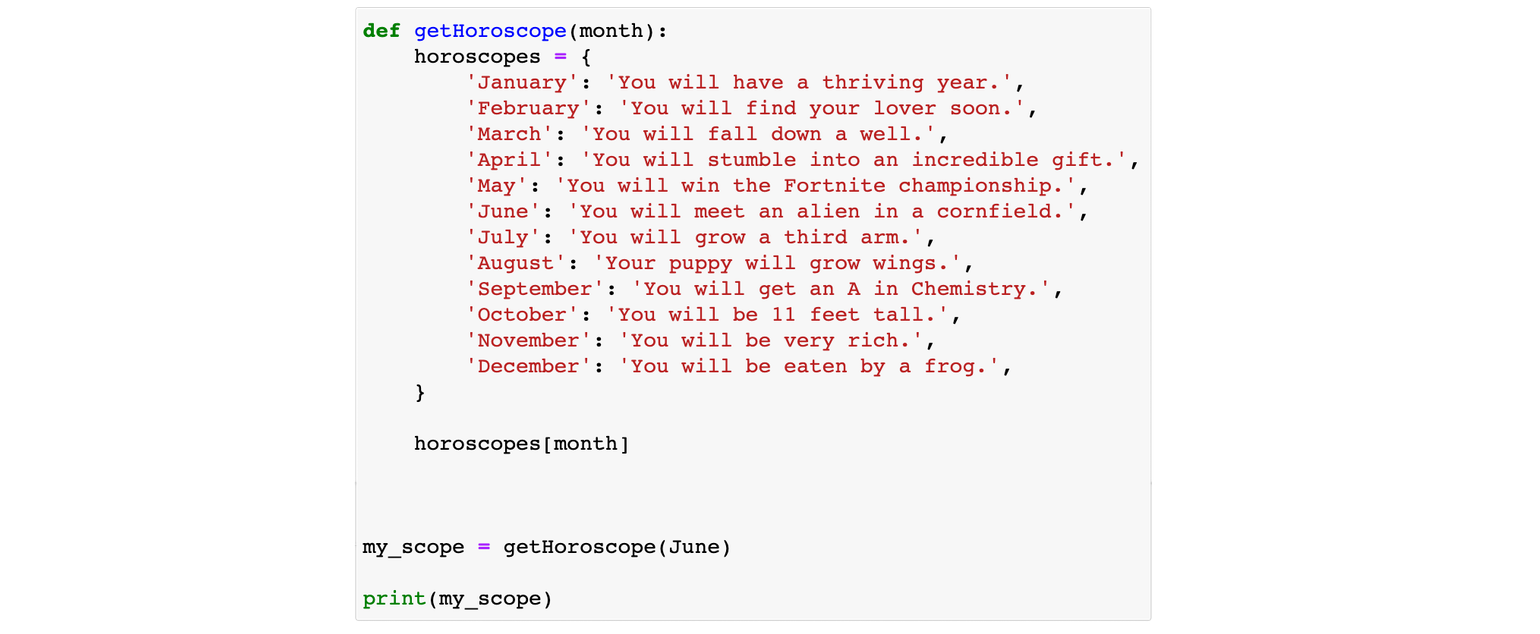 def getHoroscope(month):
    horoscopes = {
        'January': 'You will have a thriving year.',
        'February': 'You will find your lover soon.',
        'March': 'You will fall down a well.',
        'April': 'You will stumble into an incredible gift.',
        'May': 'You will win the Fortnite championship.',
        'June': 'You will meet an alien in a cornfield.',
        'July': 'You will grow a third arm.',
        'August': 'Your puppy will grow wings.',
        'September': 'You will get an A in Chemistry.',
        'October': 'You will be 11 feet tall.',
        'November': 'You will be very rich.',
        'December': 'You will be eaten by a frog.',
    }
    horoscopes[month]
my_scope = getHoroscope(June)
print(my_scope)